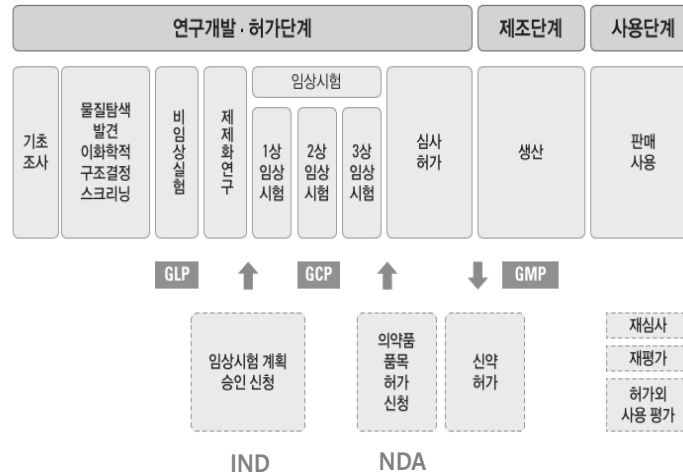 연구개발·허가단계
제조단계
사용단계
기초
조사
물질탐색
발견
이화학적
구조결정
스크리닝
비임상실험
제제화연구
임상시험
1상
임상
시험
2상
임상
시험
3상
임상
시험
심사
허가
생산
판매
사용
GLP
GCP
GMP
임상시험 계획
승인 신청
의약품
품목
허가
신청
신약
허가
재심사
재평가
허가외
사용 평가
IND
NDA